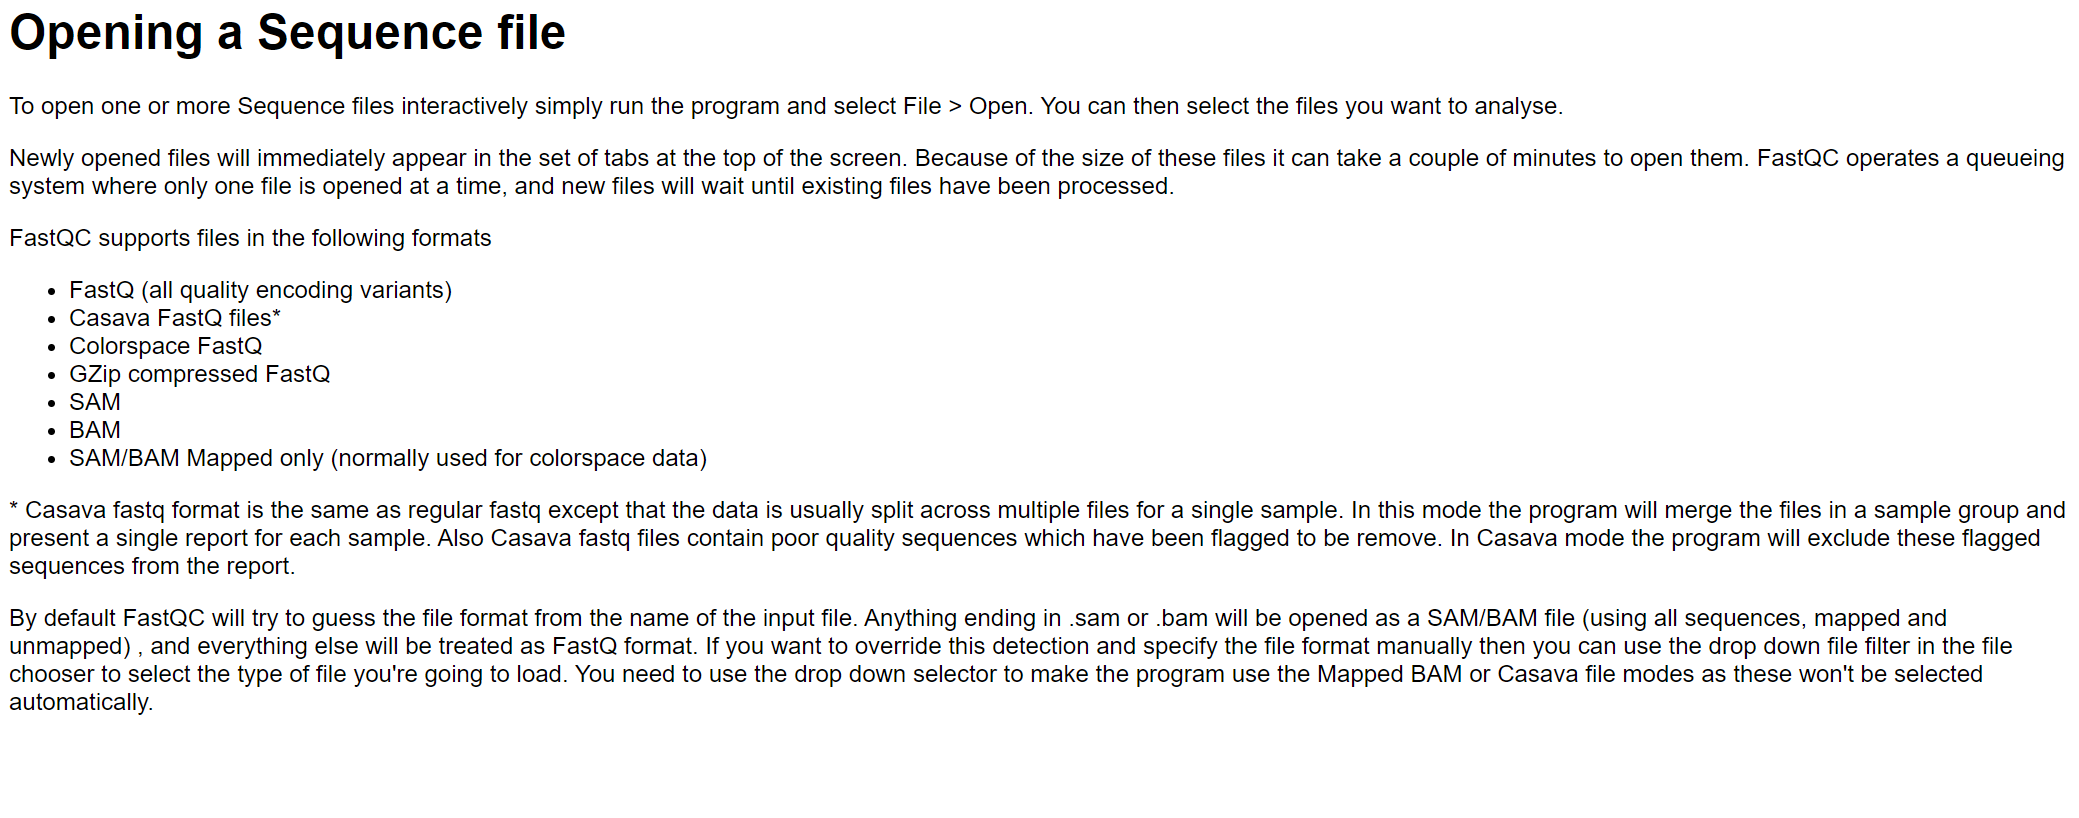 Opening a Sequence file
To open one or more Sequence files interactively simply run the program and select File > Open. You can then select the files you want to analyse.
Newly opened files will immediately appear in the set of tabs at the top of the screen. Because of the size of these files it can take a couple of minutes to open them. FastQC operates a queueing
system where only one file is opened at a time, and new files will wait until existing files have been processed.
FastQC supports files in the following formats
• FastQ (all quality encoding variants)
• Casava FastQ files*
• Colorspace FastQ
• GZip compressed FastQ
• SAM
• BAM
• SAM/BAM Mapped only (normally used for colorspace data)
* Casava fastq format is the same as regular fastq except that the data is usually split across multiple files for a single sample. In this mode the program will merge the files in a sample group and
present a single report for each sample. Also Casava fastq files contain poor quality sequences which have been flagged to be remove. In Casava mode the program will exclude these flagged
sequences from the report.
By default FastQC will try to guess the file format from the name of the input file. Anything ending in .sam or .bam will be opened as a SAM/BAM file (using all sequences, mapped and
unmapped) , and everything else will be treated as FastQ format. If you want to override this detection and specify the file format manually then you can use the drop down file filter in the file
chooser to select the type of file you're going to load. You need to use the drop down selector to make the program use the Mapped BAM or Casava file modes as these won't be selected
automatically.